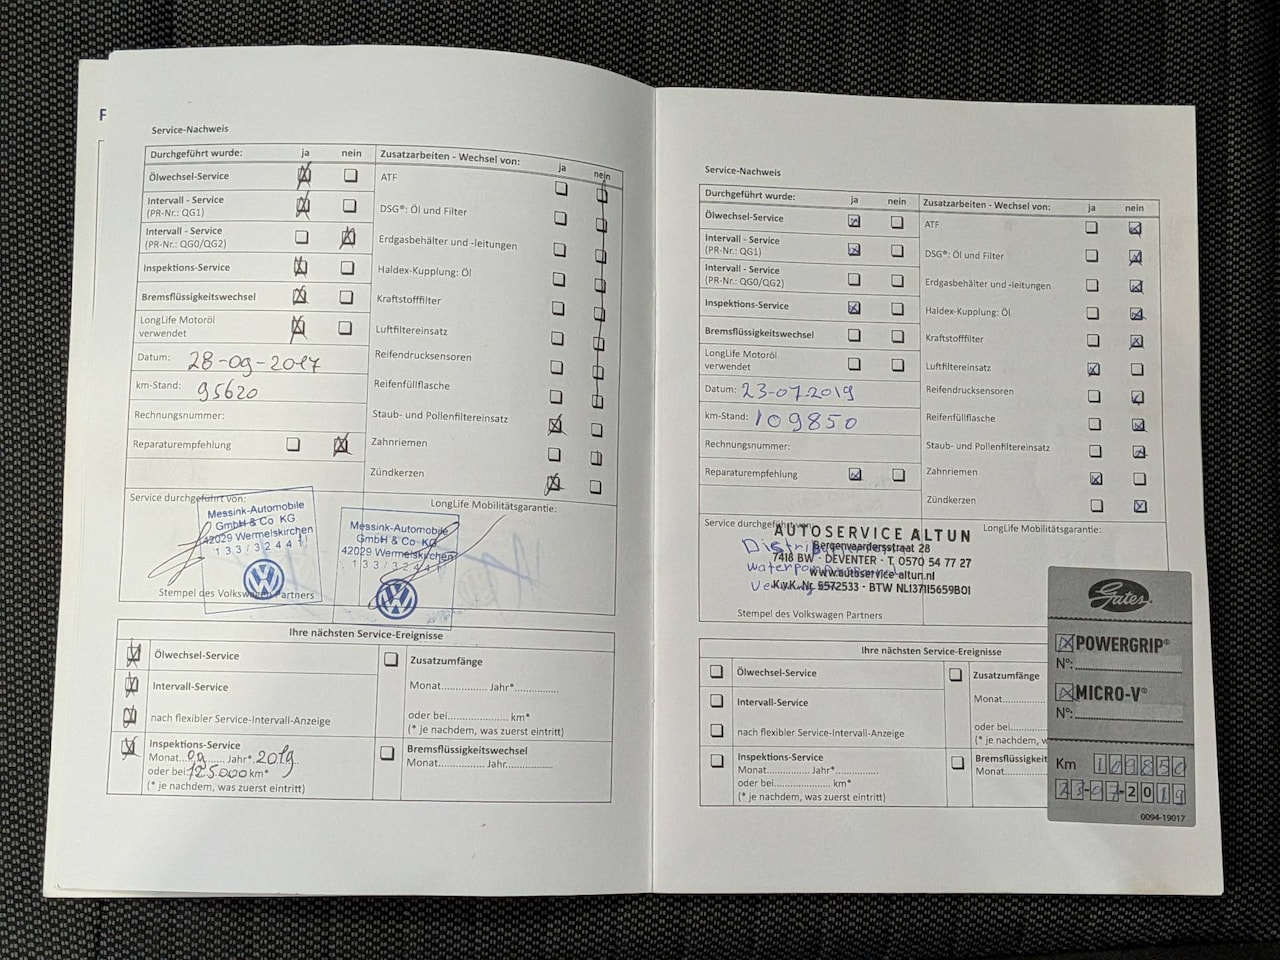 F
Service-Nachweis
Durchgeführt wurde: ja nein
Ölwechsel-Service
Intervall - Service
(PR-Nr.: QG1)
Intervall - Service
(PR-Nr.: QG0/QG2)
Inspektions-Service
Bremsflüssigkeitswechsel
LongLife Motoröl
verwendet
Datum: 28-09-2017
km-Stand: 95620
Rechnungsnummer:
Reparaturempfehlung
Zusatzarbeiten - Wechsel von: ja nein
ATF
DSG®: Öl und Filter
Erdgasbehälter und -leitungen
Haldex-Kupplung: Öl
Kraftstofffilter
Luftfiltereinsatz
Reifendrucksensoren
Reifenfüllflasche
Staub- und Pollenfiltereinsatz
Zahnriemen
Zündkerzen
Service durchgeführt von:
LongLife Mobilitätsgarantie:
Messink-Automobile
GmbH & Co KG
42029 Wermelskirchen
133/32441
Messink-Automobile
GmbH & Co KG
42029 Wermelskirchen
133/32441
Stempel des Volkswagen Partners
Ihre nächsten Service-Ereignisse
Ölwechsel-Service
Intervall-Service
nach flexibler Service-Intervall-Anzeige
Inspektions-Service
Monat...09...... Jahr*.2019
oder bei:125.000 km*
(* je nachdem, was zuerst eintritt)
Zusatzumfänge
Monat................ Jahr*...............
oder bei..................... km*
(* je nachdem, was zuerst eintritt)
Bremsflüssigkeitswechsel
Monat................ Jahr................
Service-Nachweis
Durchgeführt wurde: ja nein
Ölwechsel-Service
Intervall - Service
(PR-Nr.: QG1)
Intervall - Service
(PR-Nr.: QG0/QG2)
Inspektions-Service
Bremsflüssigkeitswechsel
LongLife Motoröl
verwendet
Datum: 23-07-2019
km-Stand: 109850
Rechnungsnummer:
Reparaturempfehlung
Zusatzarbeiten - Wechsel von: ja nein
ATF
DSG®: Öl und Filter
Erdgasbehälter und -leitungen
Haldex-Kupplung: Öl
Kraftstofffilter
Luftfiltereinsatz
Reifendrucksensoren
Reifenfüllflasche
Staub- und Pollenfiltereinsatz
Zahnriemen
Zündkerzen
Service durchgeführt von:
LongLife Mobilitätsgarantie:
AUTOSERVICE ALTUN
Bergenvaardersstraat 28
7418 BW - DEVENTER - T. 0570 54 77 27
www.autoservice-altun.nl
K.v.K. Nr. 5572533 - BTW NL137115659B01
Stempel des Volkswagen Partners
Ihre nächsten Service-Ereignisse
Ölwechsel-Service
Intervall-Service
nach flexibler Service-Intervall-Anzeige
Inspektions-Service
Monat................ Jahr*...............
oder bei..................... km*
(* je nachdem, was zuerst eintritt)
Zusatzumfänge
Monat........
oder bei........
(* je nachdem, w
Bremsflüssigkeit
Monat........
Gates
POWERGRIP®
N°:
MICRO-V®
N°:
Km 109850
23-07-2019
0094-19017